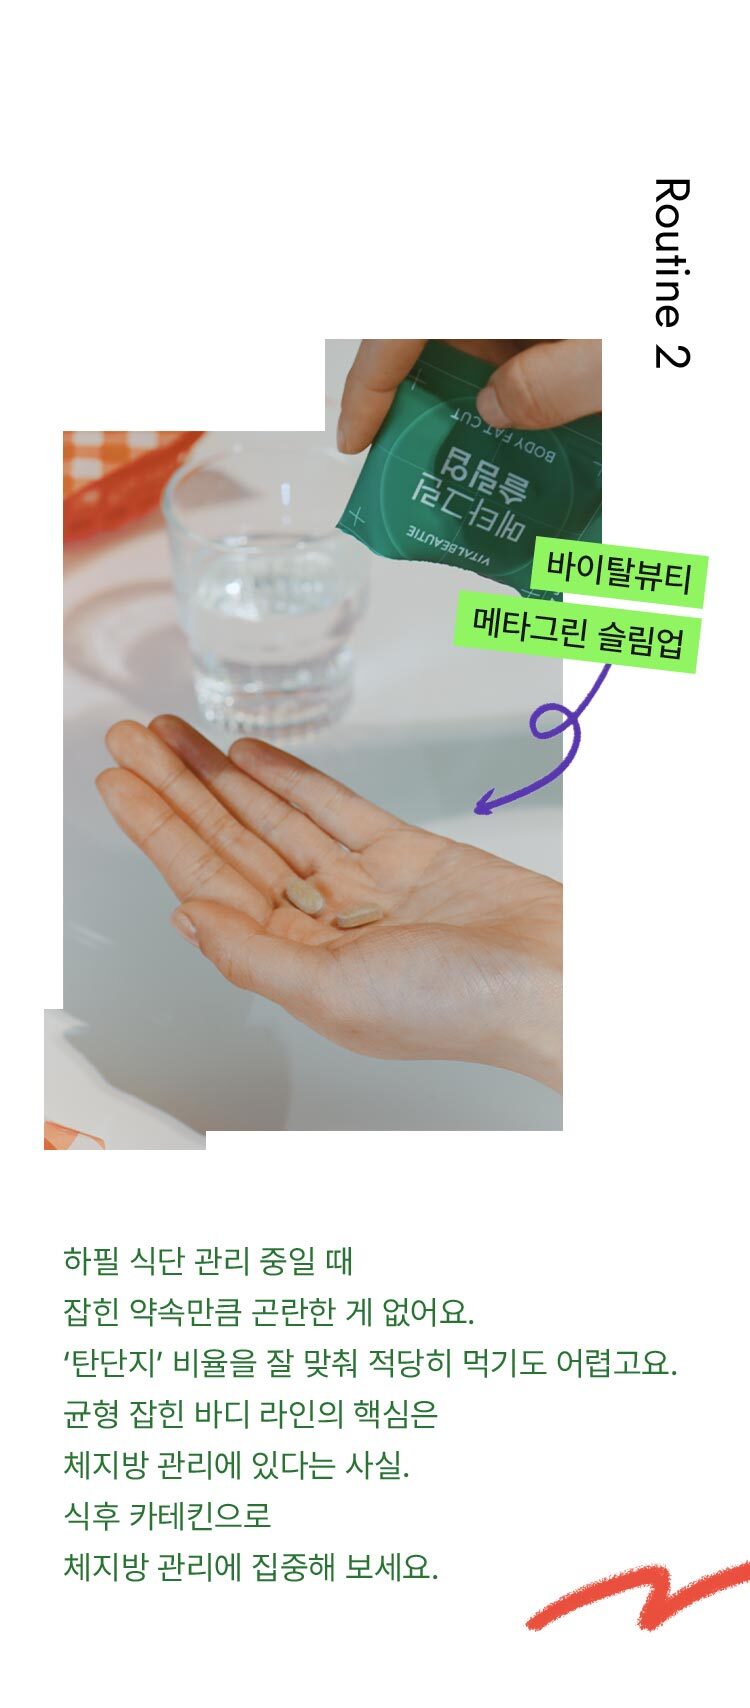 Routine 2
BODY FAT CUT
메타그린
슬림업
VITALBEAUTIE
바이탈뷰티
메타그린 슬림업
하필 식단 관리 중일 때
잡힌 약속만큼 곤란한 게 없어요.
‘탄단지’ 비율을 잘 맞춰 적당히 먹기도 어렵고요.
균형 잡힌 바디 라인의 핵심은
체지방 관리에 있다는 사실.
식후 카테킨으로
체지방 관리에 집중해 보세요.